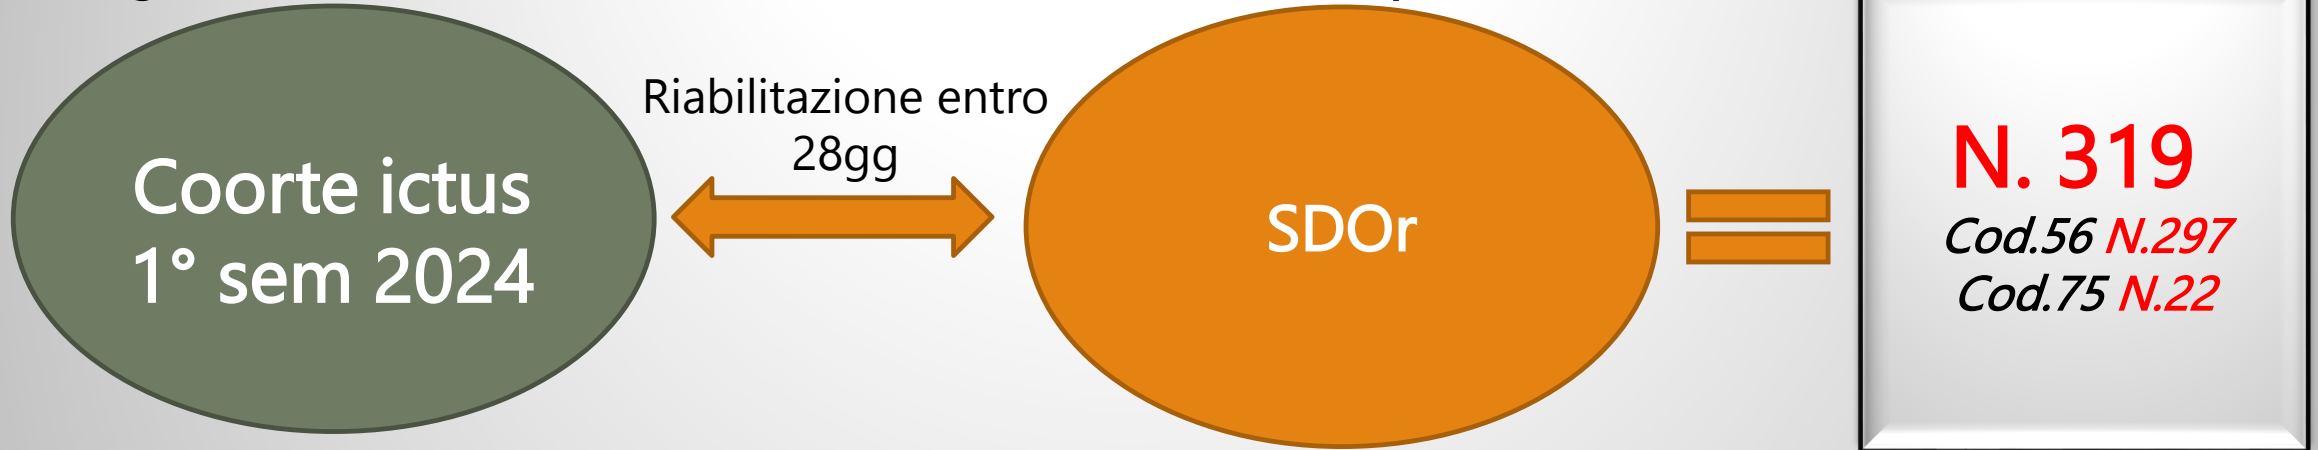 Coorte ictus
1° sem 2024
Riabilitazione entro
28gg
SDOr
N. 319
Cod.56 N.297
Cod.75 N.22